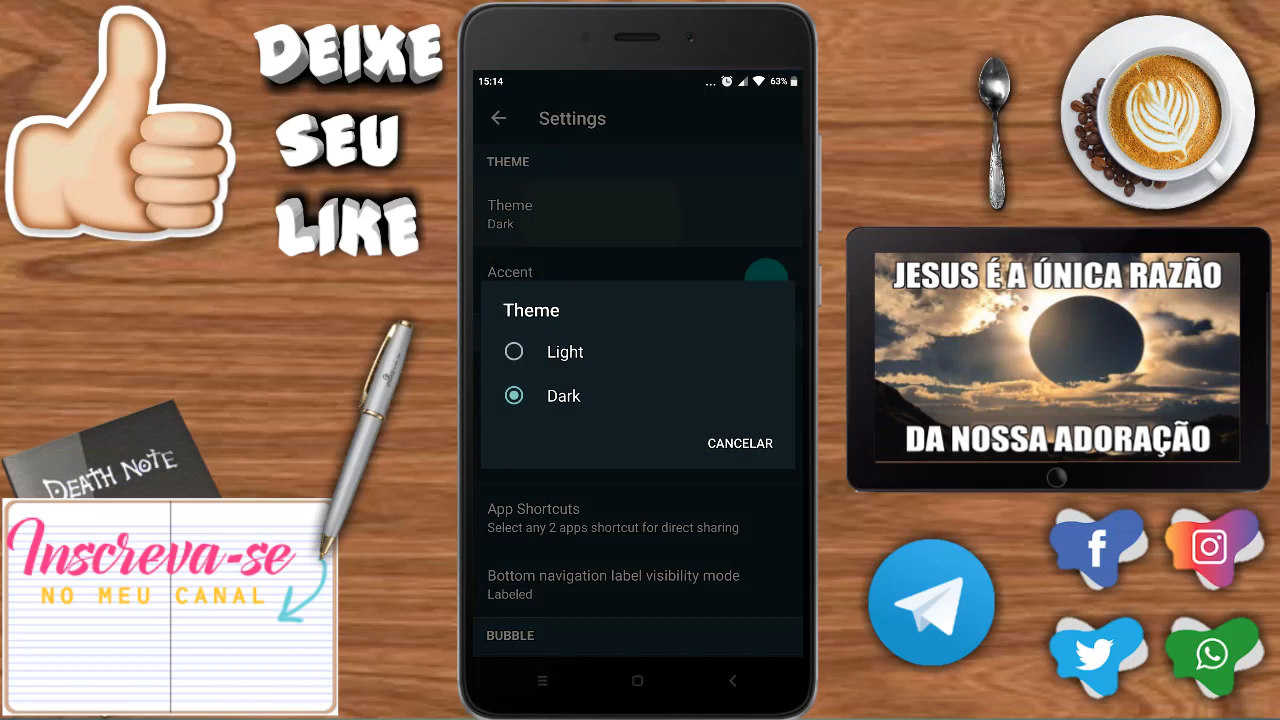 DEIXE
SEU
LIKE
DEATH NOTE
Inscreva-se
NO MEU CANAL
15:14
... 63%
Settings
THEME
Theme
Dark
Accent
Theme
Light
Dark
CANCELAR
App Shortcuts
Select any 2 apps shortcut for direct sharing
Bottom navigation label visibility mode
Labeled
BUBBLE
JESUS É A ÚNICA RAZÃO
DA NOSSA ADORAÇÃO